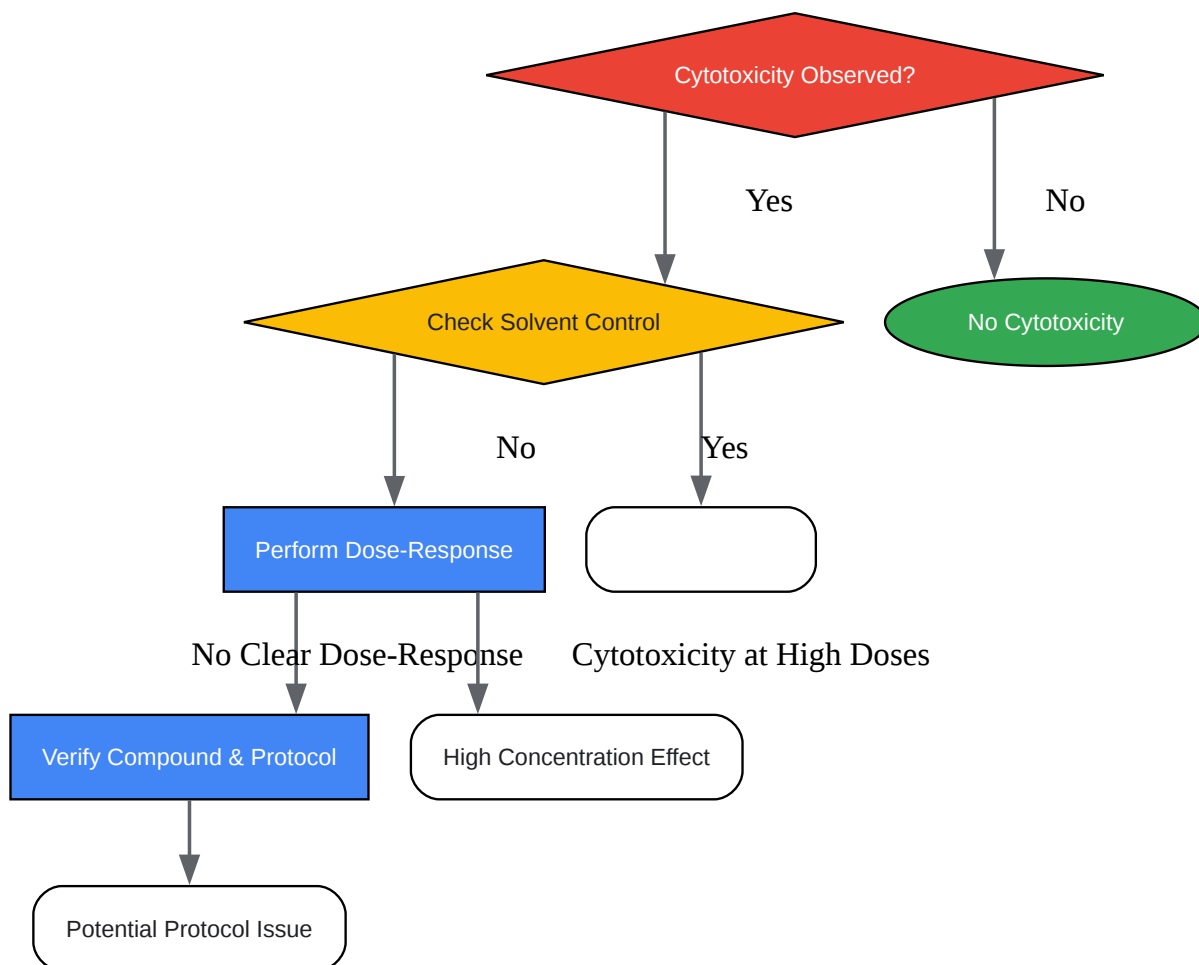 Cytotoxicity Observed?
Yes
No
Check Solvent Control
No Cytotoxicity
No
Yes
Perform Dose-Response
No Clear Dose-Response
Cytotoxicity at High Doses
Verify Compound & Protocol
High Concentration Effect
Potential Protocol Issue